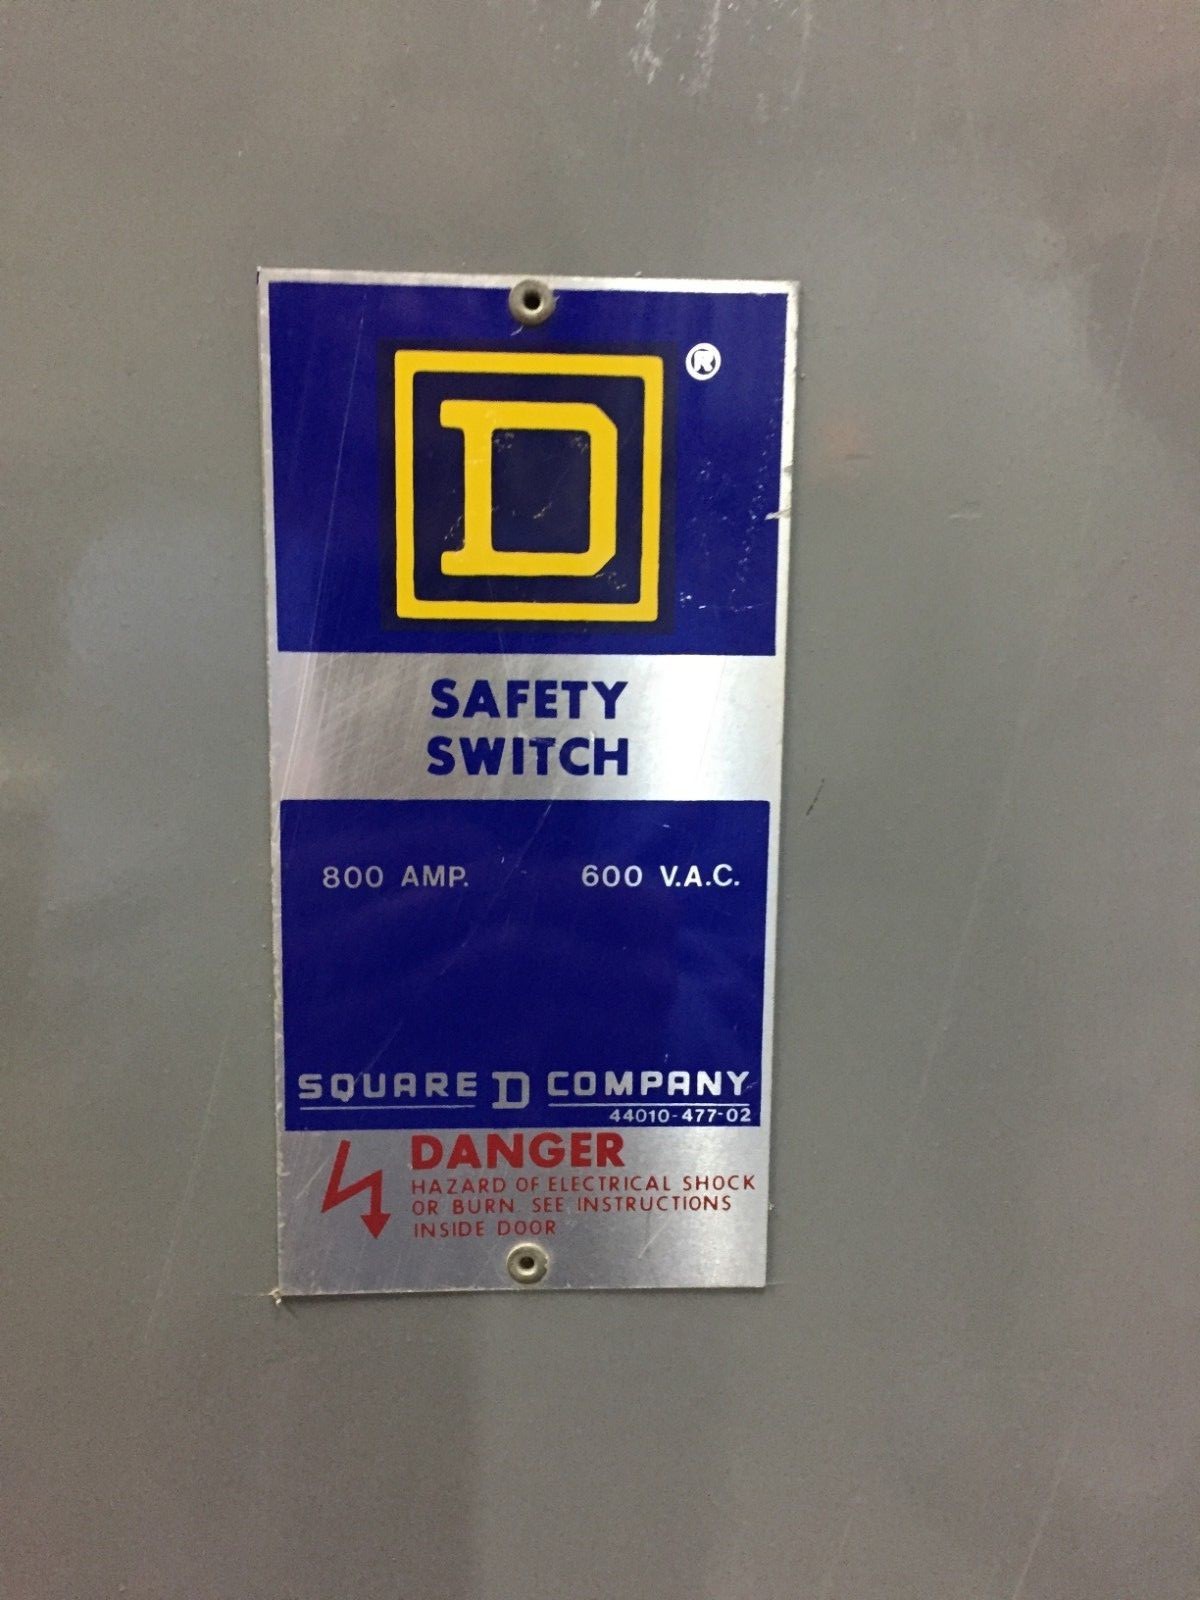 D ®
SAFETY
SWITCH
800 AMP. 600 V.A.C.
SQUARE D COMPANY
44010-477-02
DANGER
HAZARD OF ELECTRICAL SHOCK
OR BURN. SEE INSTRUCTIONS
INSIDE DOOR